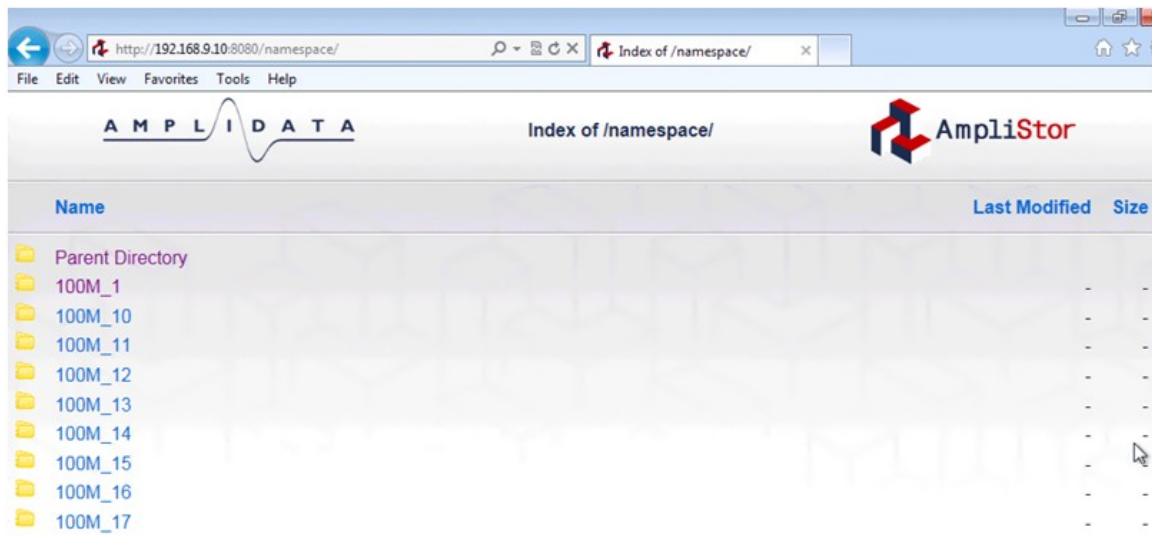 http://192.168.9.10:8080/namespace/
Index of /namespace/
File Edit View Favorites Tools Help
AMPLIDATA
Index of /namespace/
AmpliStor
Name Last Modified Size
Parent Directory
100M_1 - -
100M_10 - -
100M_11 - -
100M_12 - -
100M_13 - -
100M_14 - -
100M_15 - -
100M_16 - -
100M_17 - -